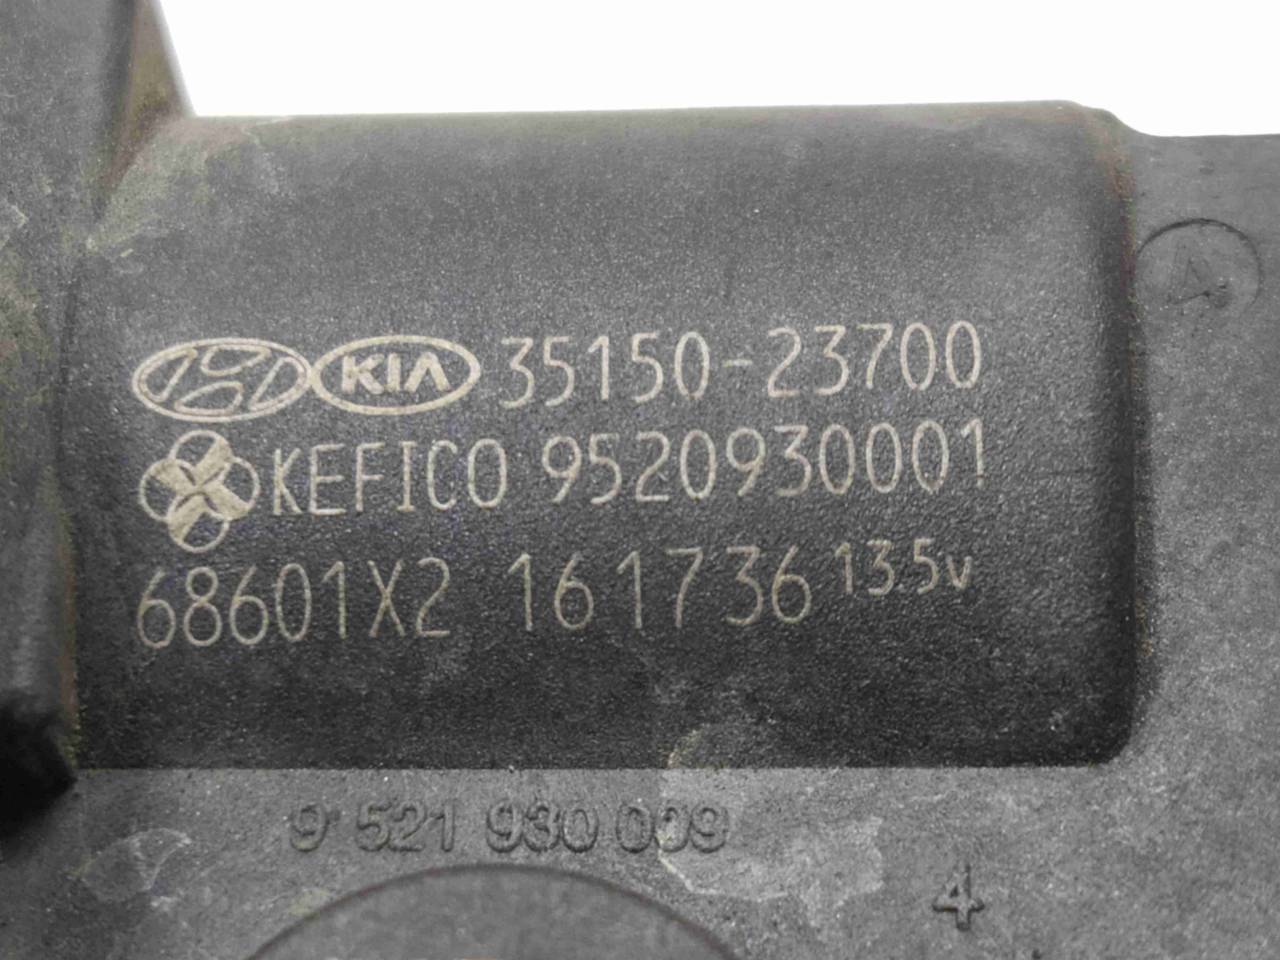 A
KIA 35150-23700
KEFICO 9520930001
68601X2 161736 13.5v
9 521 930 009
4